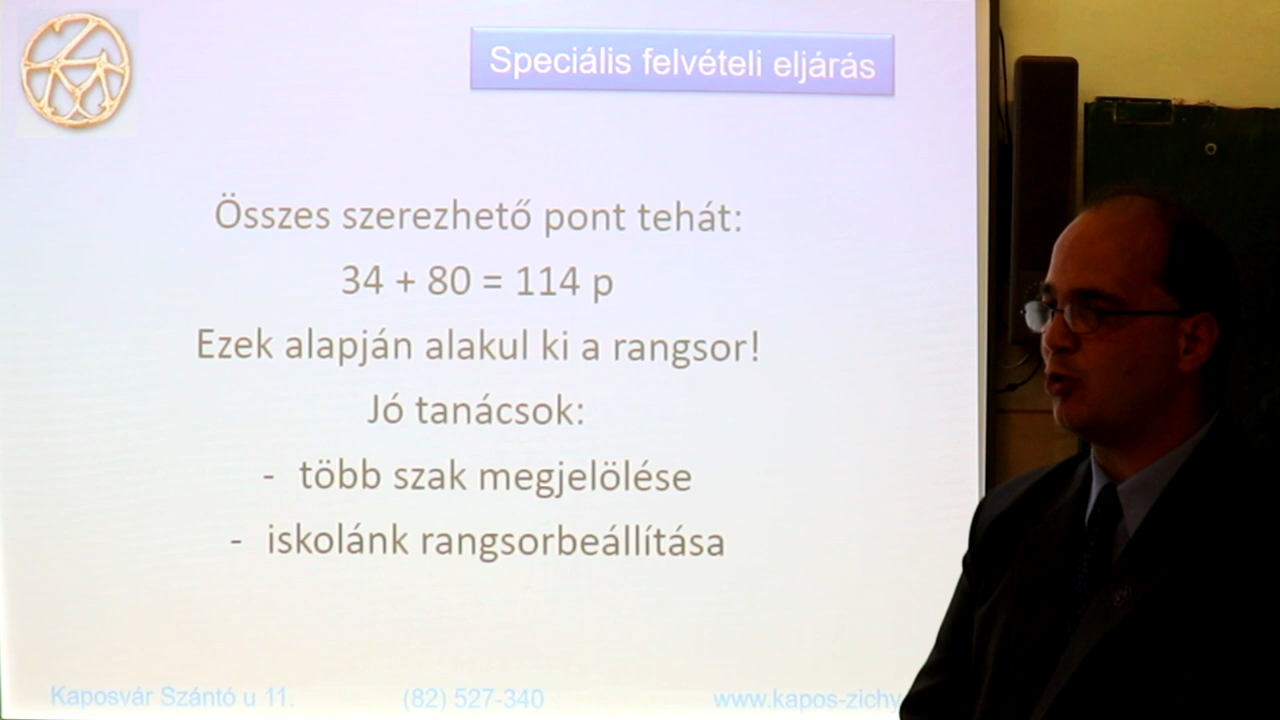 Speciális felvételi eljárás
Összes szerezhető pont tehát:
34 + 80 = 114 p
Ezek alapján alakul ki a rangsor!
Jó tanácsok:
- több szak megjelölése
- iskolánk rangsorbeállítása
Kaposvár Szántó u 11. (82) 527-340 www.kapos-zichy